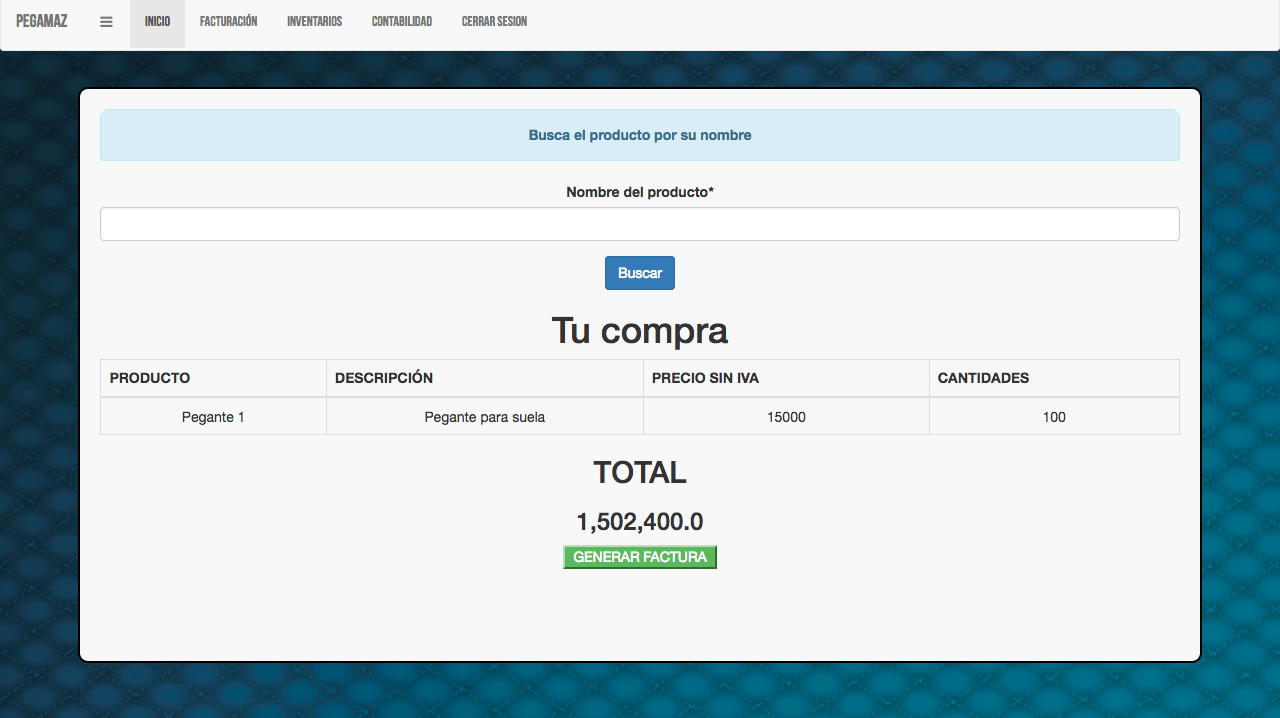 PEGAMAZ INICIO FACTURACIÓN INVENTARIOS CONTABILIDAD CERRAR SESION
Busca el producto por su nombre
Nombre del producto*
Buscar
Tu compra
PRODUCTO DESCRIPCIÓN PRECIO SIN IVA CANTIDADES
Pegante 1 Pegante para suela 15000 100
TOTAL
1,502,400.0
GENERAR FACTURA